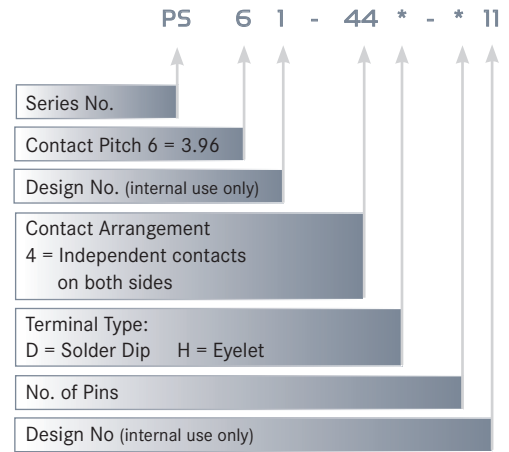 PS 6 1 - 44 * - * 11
Series No.
Contact Pitch 6 = 3.96
Design No. (internal use only)
Contact Arrangement
4 = Independent contacts
on both sides
Terminal Type:
D = Solder Dip H = Eyelet
No. of Pins
Design No (internal use only)